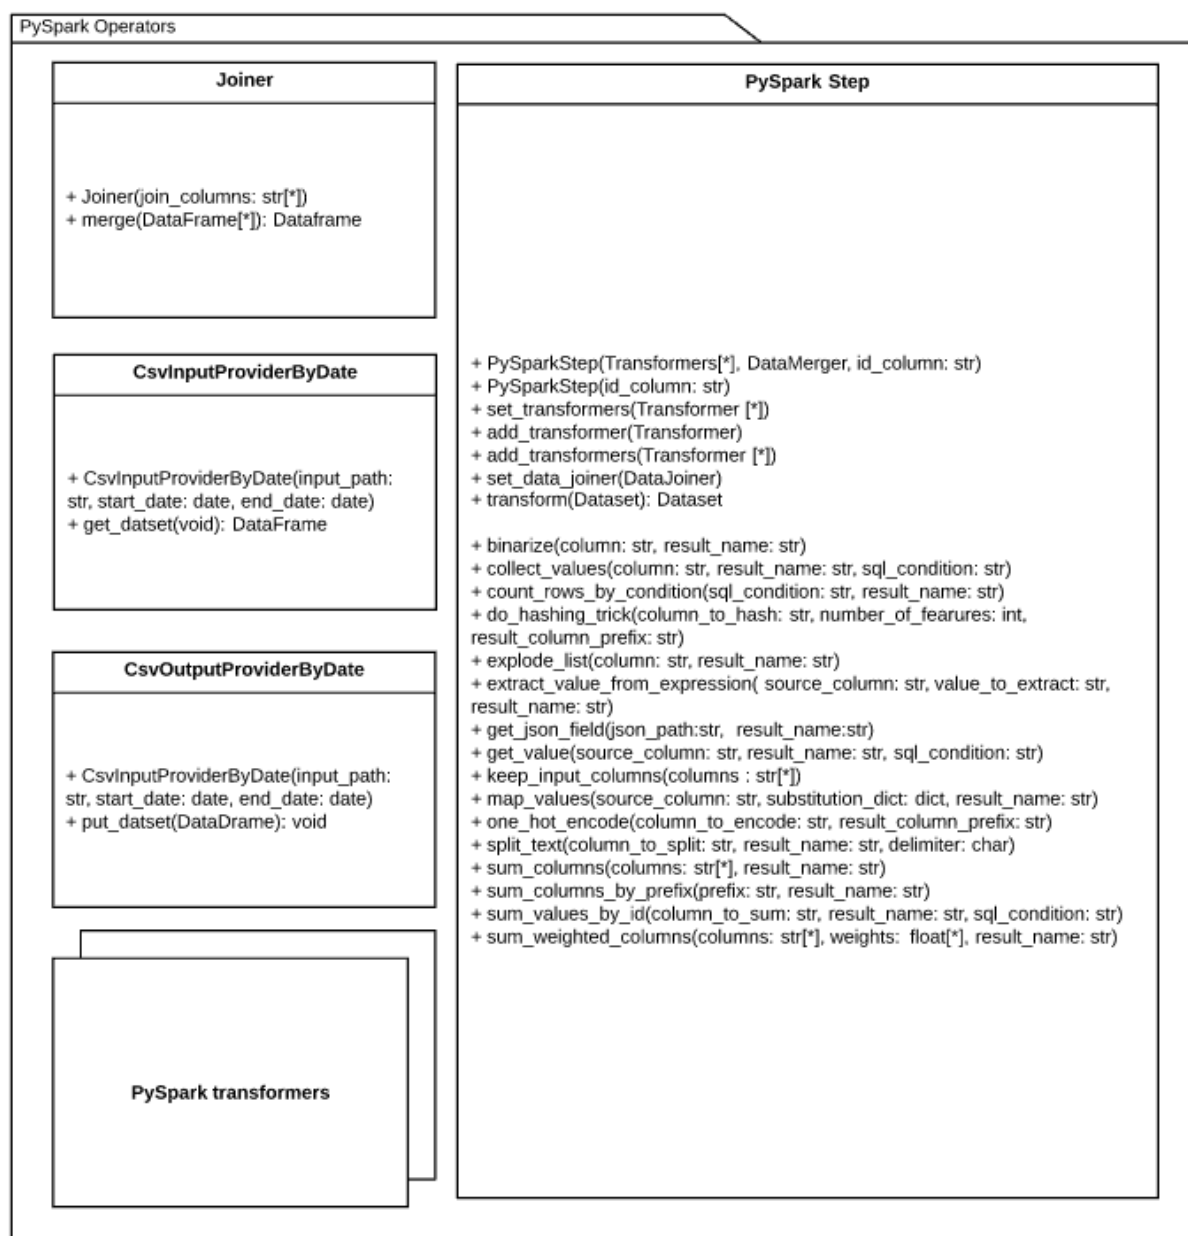 PySpark Operators
Joiner
+ Joiner(join_columns: str[*])
+ merge(DataFrame[*]): Dataframe
CsvInputProviderByDate
+ CsvInputProviderByDate(input_path:
str, start_date: date, end_date: date)
+ get_datset(void): DataFrame
CsvOutputProviderByDate
+ CsvInputProviderByDate(input_path:
str, start_date: date, end_date: date)
+ put_datset(DataDrame): void
PySpark transformers
PySpark Step
+ PySparkStep(Transformers[*], DataMerger, id_column: str)
+ PySparkStep(id_column: str)
+ set_transformers(Transformer [*])
+ add_transformer(Transformer)
+ add_transformers(Transformer [*])
+ set_data_joiner(DataJoiner)
+ transform(Dataset): Dataset
+ binarize(column: str, result_name: str)
+ collect_values(column: str, result_name: str, sql_condition: str)
+ count_rows_by_condition(sql_condition: str, result_name: str)
+ do_hashing_trick(column_to_hash: str, number_of_fearures: int,
result_column_prefix: str)
+ explode_list(column: str, result_name: str)
+ extract_value_from_expression( source_column: str, value_to_extract: str,
result_name: str)
+ get_json_field(json_path:str,  result_name:str)
+ get_value(source_column: str, result_name: str, sql_condition: str)
+ keep_input_columns(columns : str[*])
+ map_values(source_column: str, substitution_dict: dict, result_name: str)
+ one_hot_encode(column_to_encode: str, result_column_prefix: str)
+ split_text(column_to_split: str, result_name: str, delimiter: char)
+ sum_columns(columns: str[*], result_name: str)
+ sum_columns_by_prefix(prefix: str, result_name: str)
+ sum_values_by_id(column_to_sum: str, result_name: str, sql_condition: str)
+ sum_weighted_columns(columns: str[*], weights:  float[*], result_name: str)